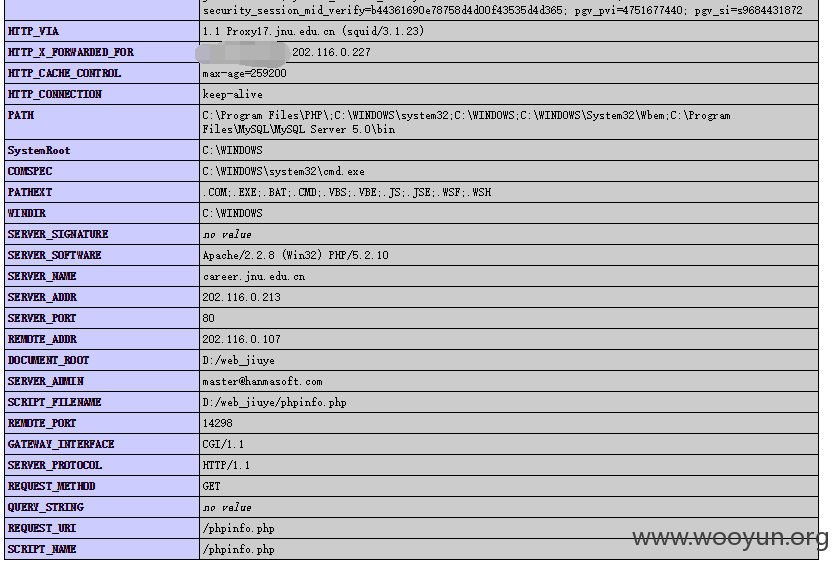 security_session_mid_verify=b44361690e78758d4d00f43535d4d365; pgv_pvi=4751677440; pgv_si=s9684431872
HTTP_VIA 1.1 Proxy17.jnu.edu.cn (squid/3.1.23)
HTTP_X_FORWARDED_FOR 202.116.0.227
HTTP_CACHE_CONTROL max-age=259200
HTTP_CONNECTION keep-alive
PATH C:\Program Files\PHP\;C:\WINDOWS\system32;C:\WINDOWS;C:\WINDOWS\System32\Wbem;C:\Program
Files\MySQL\MySQL Server 5.0\bin
SystemRoot C:\WINDOWS
COMSPEC C:\WINDOWS\system32\cmd.exe
PATHEXT .COM;.EXE;.BAT;.CMD;.VBS;.VBE;.JS;.JSE;.WSF;.WSH
WINDIR C:\WINDOWS
SERVER_SIGNATURE no value
SERVER_SOFTWARE Apache/2.2.8 (Win32) PHP/5.2.10
SERVER_NAME career.jnu.edu.cn
SERVER_ADDR 202.116.0.213
SERVER_PORT 80
REMOTE_ADDR 202.116.0.107
DOCUMENT_ROOT D:/web_jiuye
SERVER_ADMIN master@hanmasoft.com
SCRIPT_FILENAME D:/web_jiuye/phpinfo.php
REMOTE_PORT 14298
GATEWAY_INTERFACE CGI/1.1
SERVER_PROTOCOL HTTP/1.1
REQUEST_METHOD GET
QUERY_STRING no value
REQUEST_URI /phpinfo.php
SCRIPT_NAME /phpinfo.php
www.wooyun.org